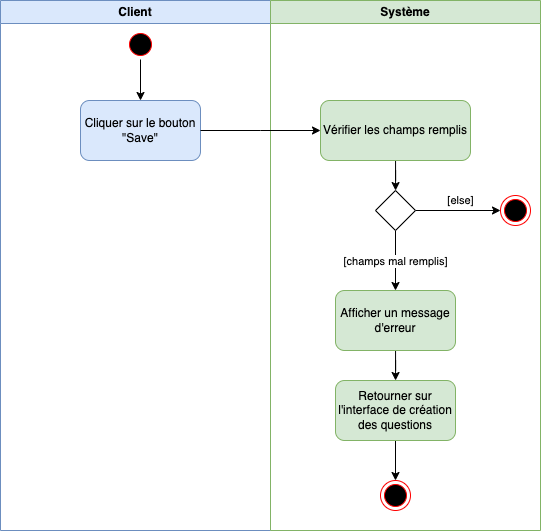 Client
Système
Cliquer sur le bouton
"Save"
Vérifier les champs remplis
[else]
[champs mal remplis]
Afficher un message
d'erreur
Retourner sur
l'interface de création
des questions